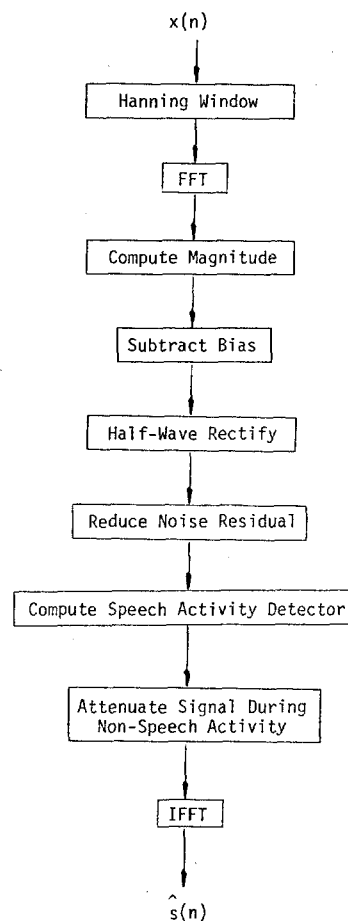 x(n)
Hanning Window
FFT
Compute Magnitude
Subtract Bias
Half-Wave Rectify
Reduce Noise Residual
Compute Speech Activity Detector
Attenuate Signal During
Non-Speech Activity
IFFT
ŝ(n)